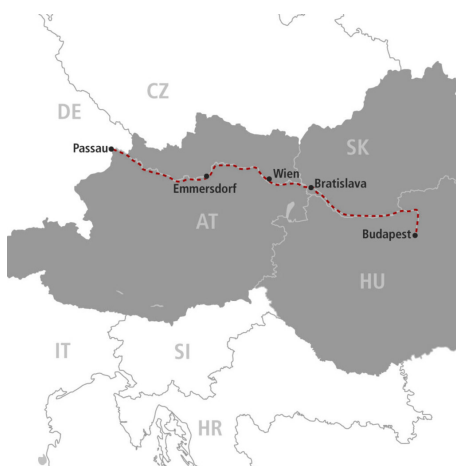 CZ
DE
Passau
SK
Wien
Bratislava
Emmersdorf
AT
Budapest
HU
IT
SI
HR